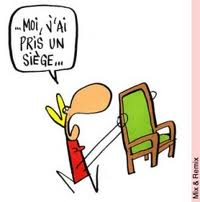 ...MOI, J'AI
PRIS UN
SIÈGE...
Mix & Remix